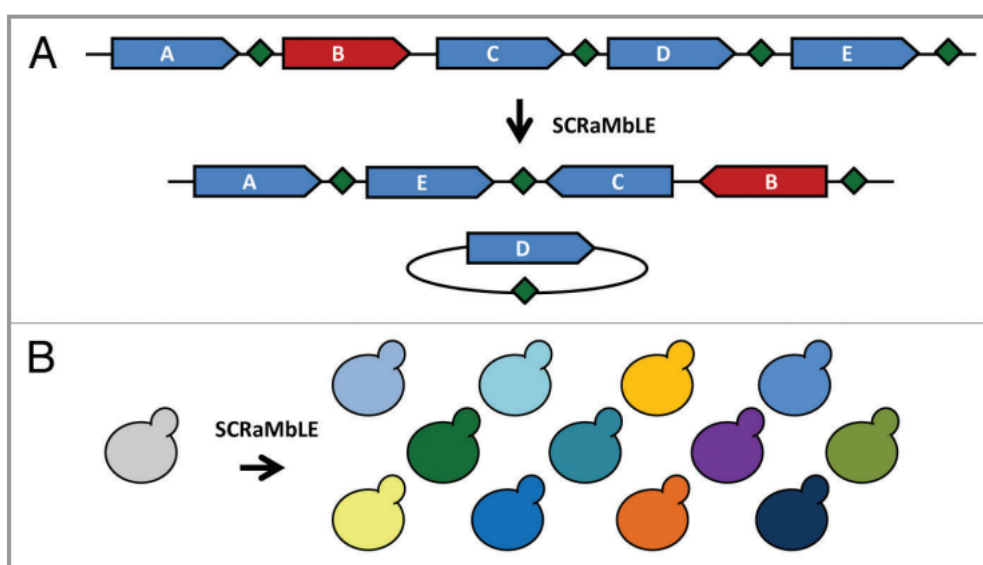 A
A B C D E
SCRaMbLE
A E C B
D
B
SCRaMbLE